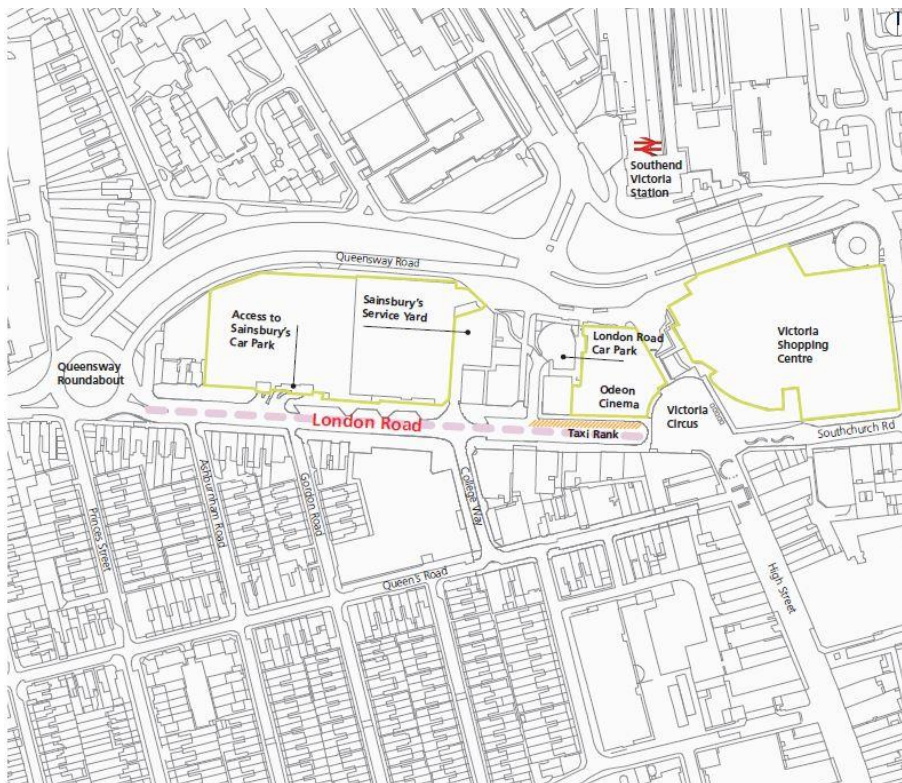 Southend
Victoria
Station
Queensway Road
Access to
Sainsbury's
Car Park
Sainsbury's
Service Yard
London Road
Car Park
Victoria
Shopping
Centre
Queensway
Roundabout
Odeon
Cinema
Victoria
Circus
London Road
Taxi Rank
Southchurch Rd
Princes Street
Ashburnham Road
Gordon Road
College Way
Queen's Road
High Street